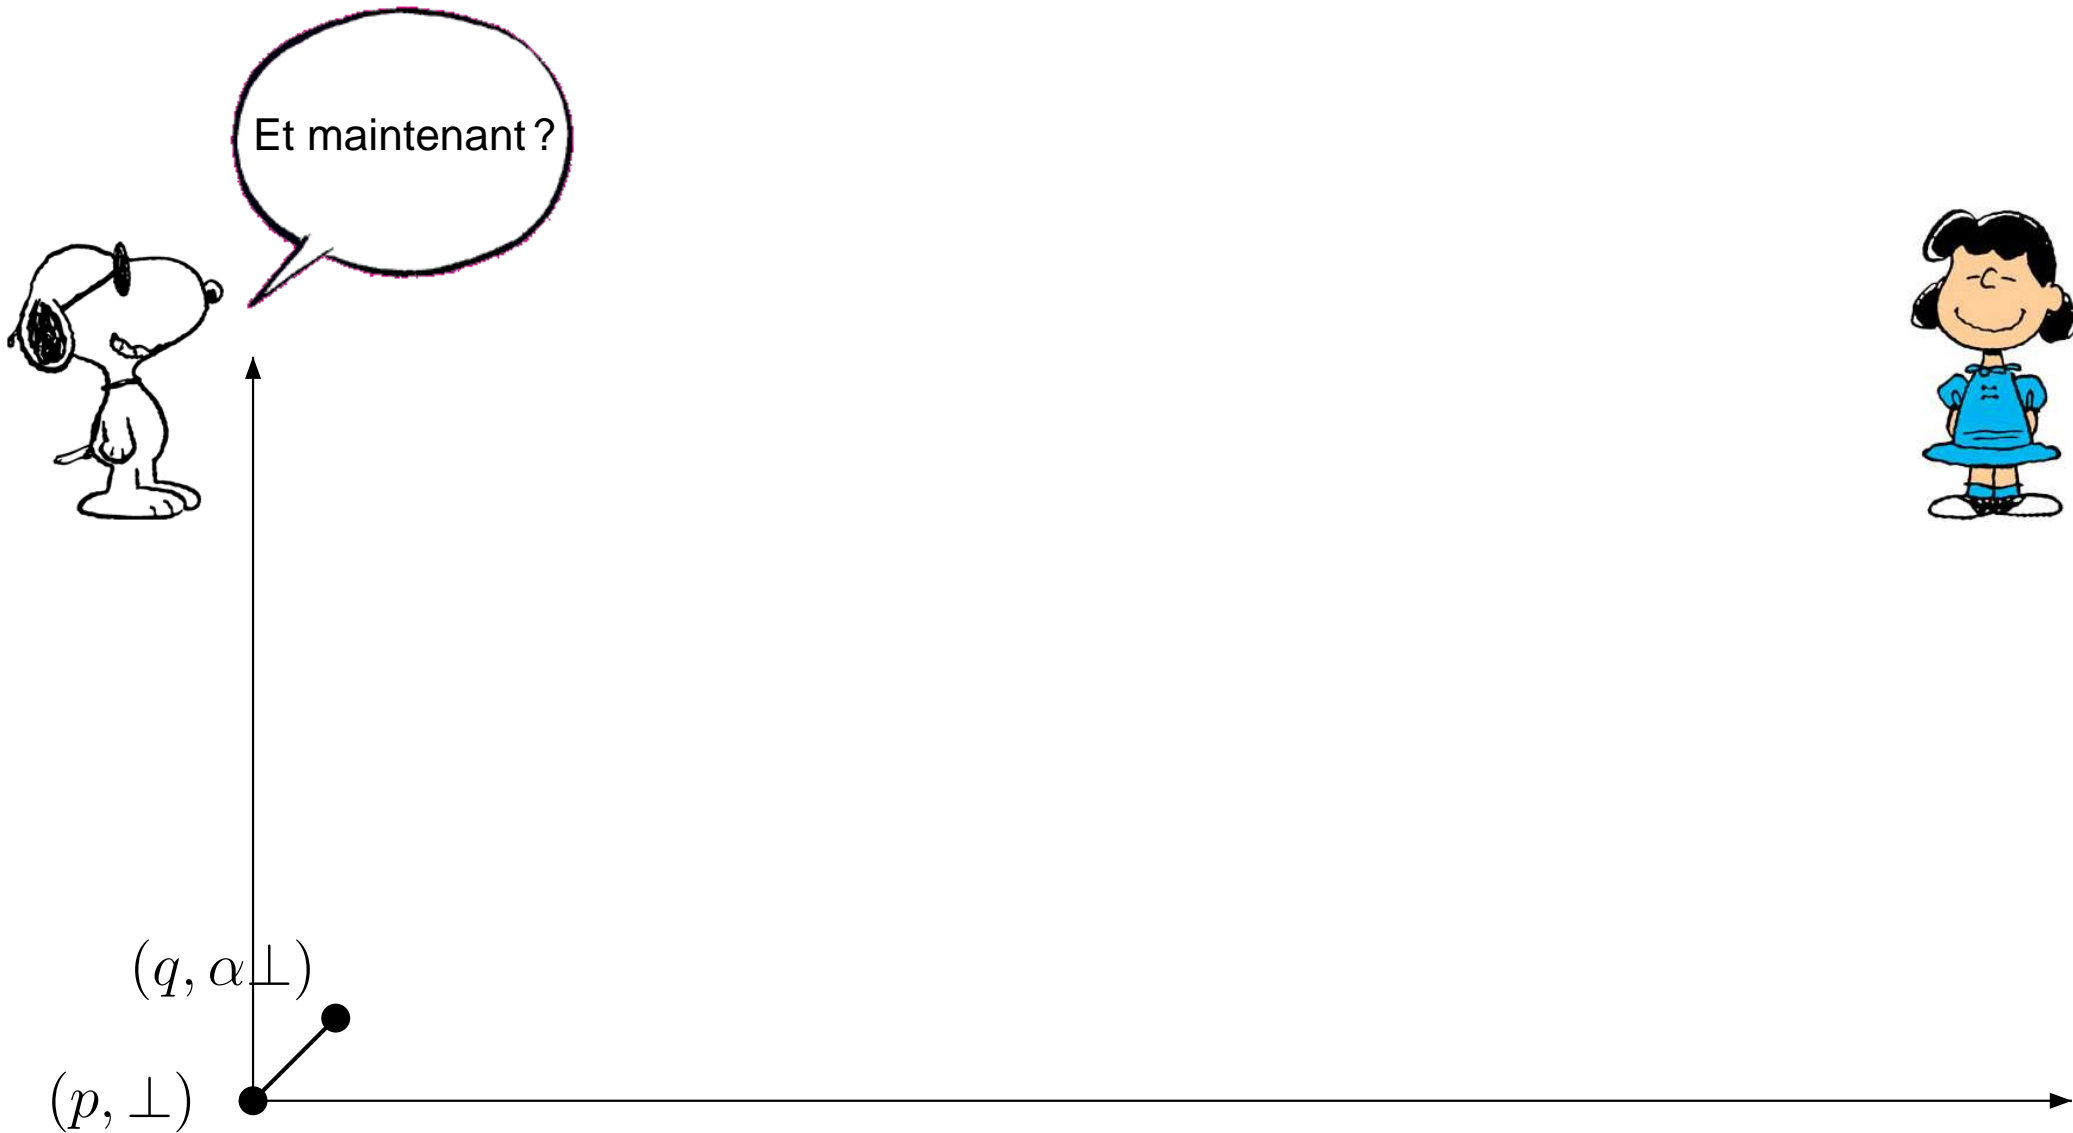 Et maintenant ?
(q, α⊥)
(p, ⊥)